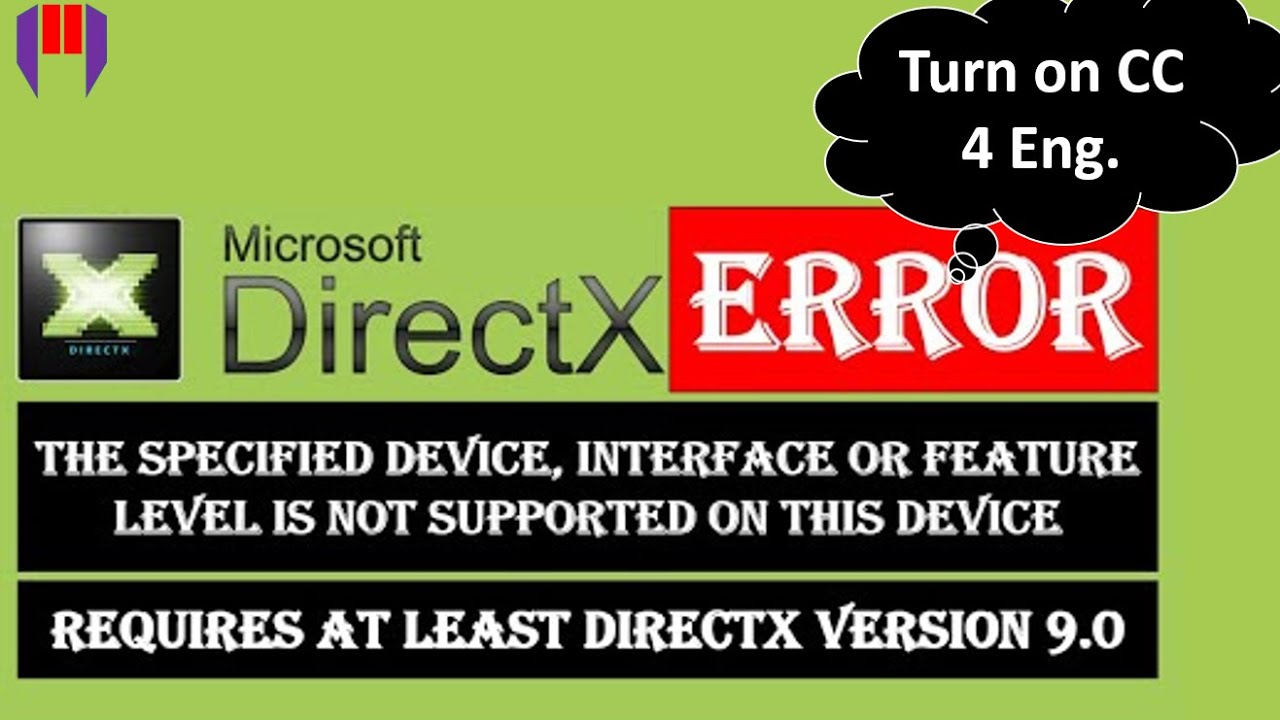 Turn on CC
4 Eng.
Microsoft
DirectX
ERROR
DIRECTX
THE SPECIFIED DEVICE, INTERFACE OR FEATURE
LEVEL IS NOT SUPPORTED ON THIS DEVICE
REQUIRES AT LEAST DIRECTX VERSION 9.0